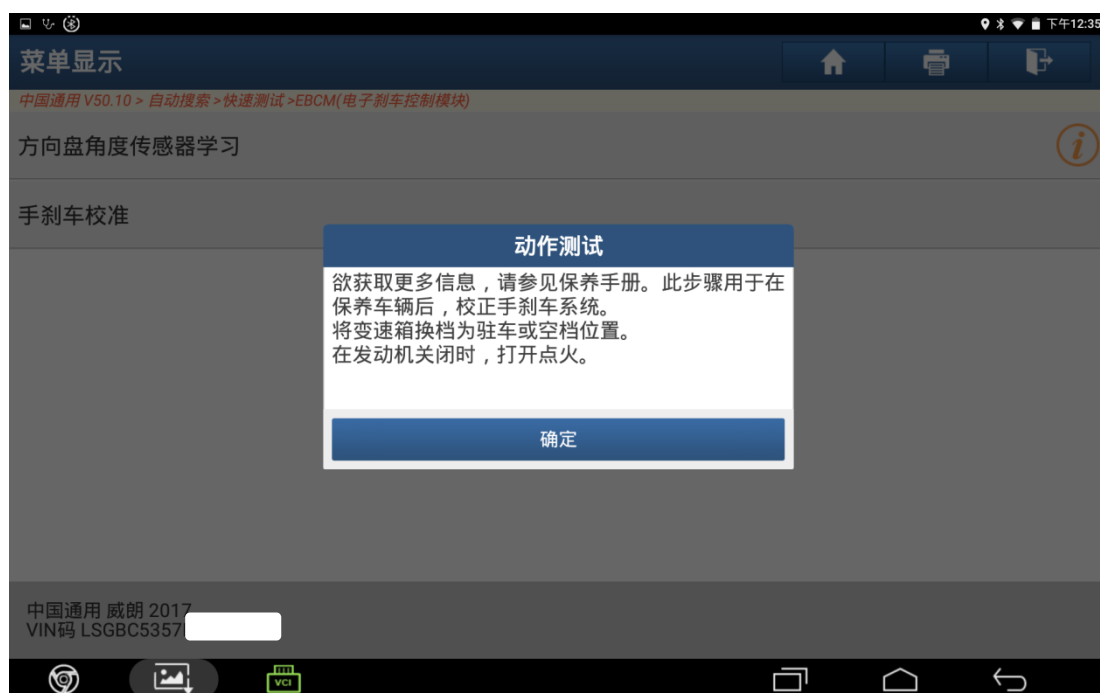 下午12:35
菜单显示
中国通用 V50.10 > 自动搜索 > 快速测试 >EBCM(电子刹车控制模块)
方向盘角度传感器学习
i
手刹车校准
动作测试
欲获取更多信息，请参见保养手册。此步骤用于在
保养车辆后，校正手刹车系统。
将变速箱换档为驻车或空档位置。
在发动机关闭时，打开点火。
确定
中国通用 威朗 2017
VIN码 LSGBC5357
VCI